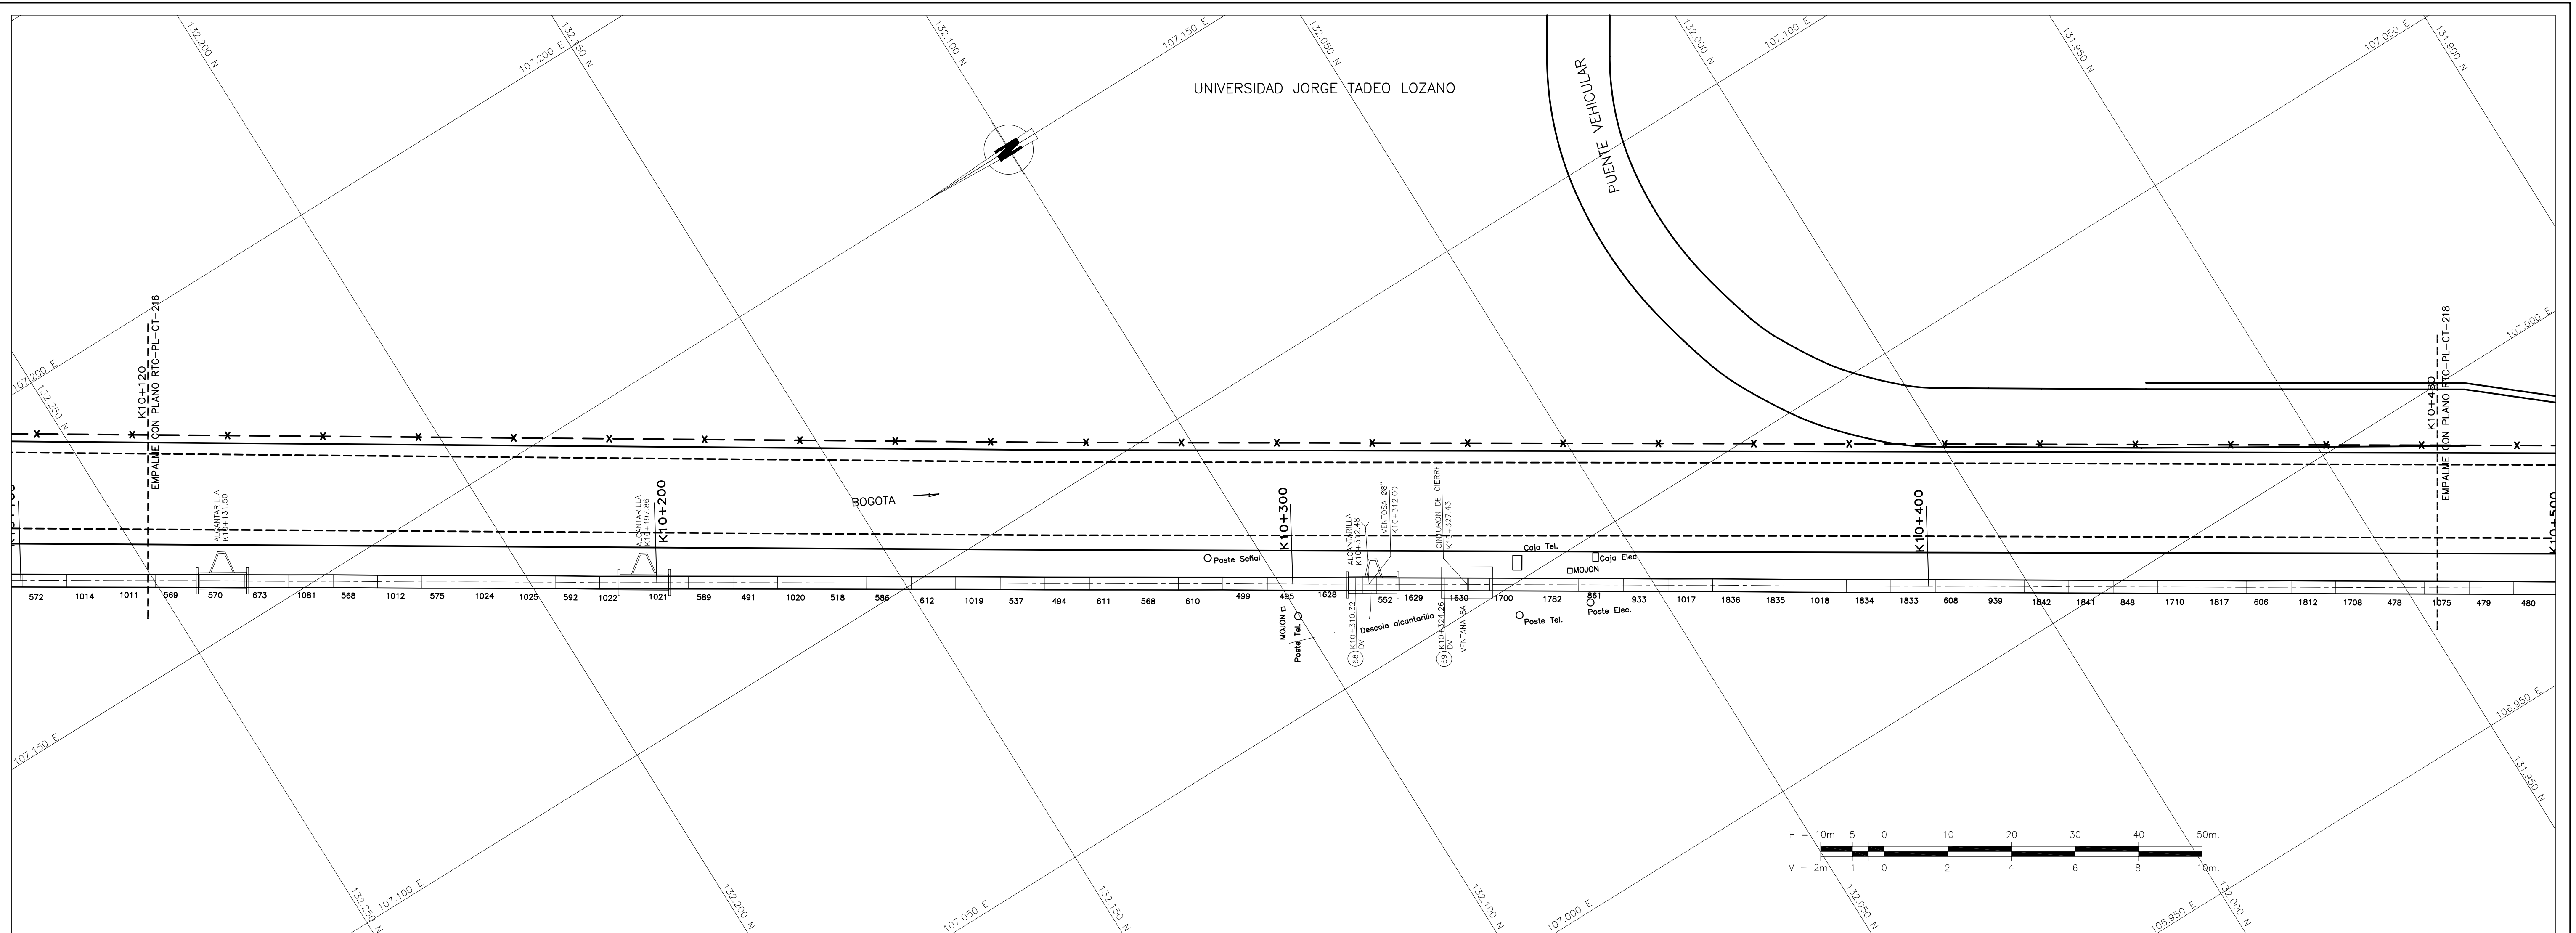 132.200 N
107.200 E
132.150 N
132.100 N
107.150 E
132.050 N
132.000 N
107.100 E
131.950 N
107.050 E
131.900 N
UNIVERSIDAD JORGE TADEO LOZANO
PUENTE VEHICULAR
107.200 E
132.250 N
K10+120
EMPALME CON PLANO RTC-PL-CT-216
107.000 E
K10+480
EMPALME CON PLANO RTC-PL-CT-218
ALCANTARILLA
K10+131.50
ALCANTARILLA
K10+197.86
K10+200
BOGOTA
Poste Señal
K10+300
ALCANTARILLA
K10+312.48
VENTOSA Ø8"
K10+312.00
CINTURON DE CIERRE
K10+327.43
Caja Tel.
Caja Elec
MOJON
K10+400
K10+500
572 1014 1011 569 570 673 1081 568 1012 575 1024 1025 592 1022 1021 589 491 1020 518 586 612 1019 537 494 611 568 610 499 495 1628 552 1629 1630 1700 1782 861 933 1017 1836 1835 1018 1834 1833 608 939 1842 1841 848 1710 1817 606 1812 1708 478 1075 479 480
MOJON
Poste Tel.
68
K10+310.32
DV
Descole alcantarilla
69
K10+324.26
DV
VENTANA 8A
Poste Tel.
Poste Elec.
107.150 E
106.950 E
131.950 N
H = 10m 5 0 10 20 30 40 50m.
V = 2m 1 0 2 4 6 8 10m.
132.250 N
107.100 E
132.200 N
107.050 E
132.150 N
132.100 N
107.000 E
132.050 N
106.950 E
132.000 N